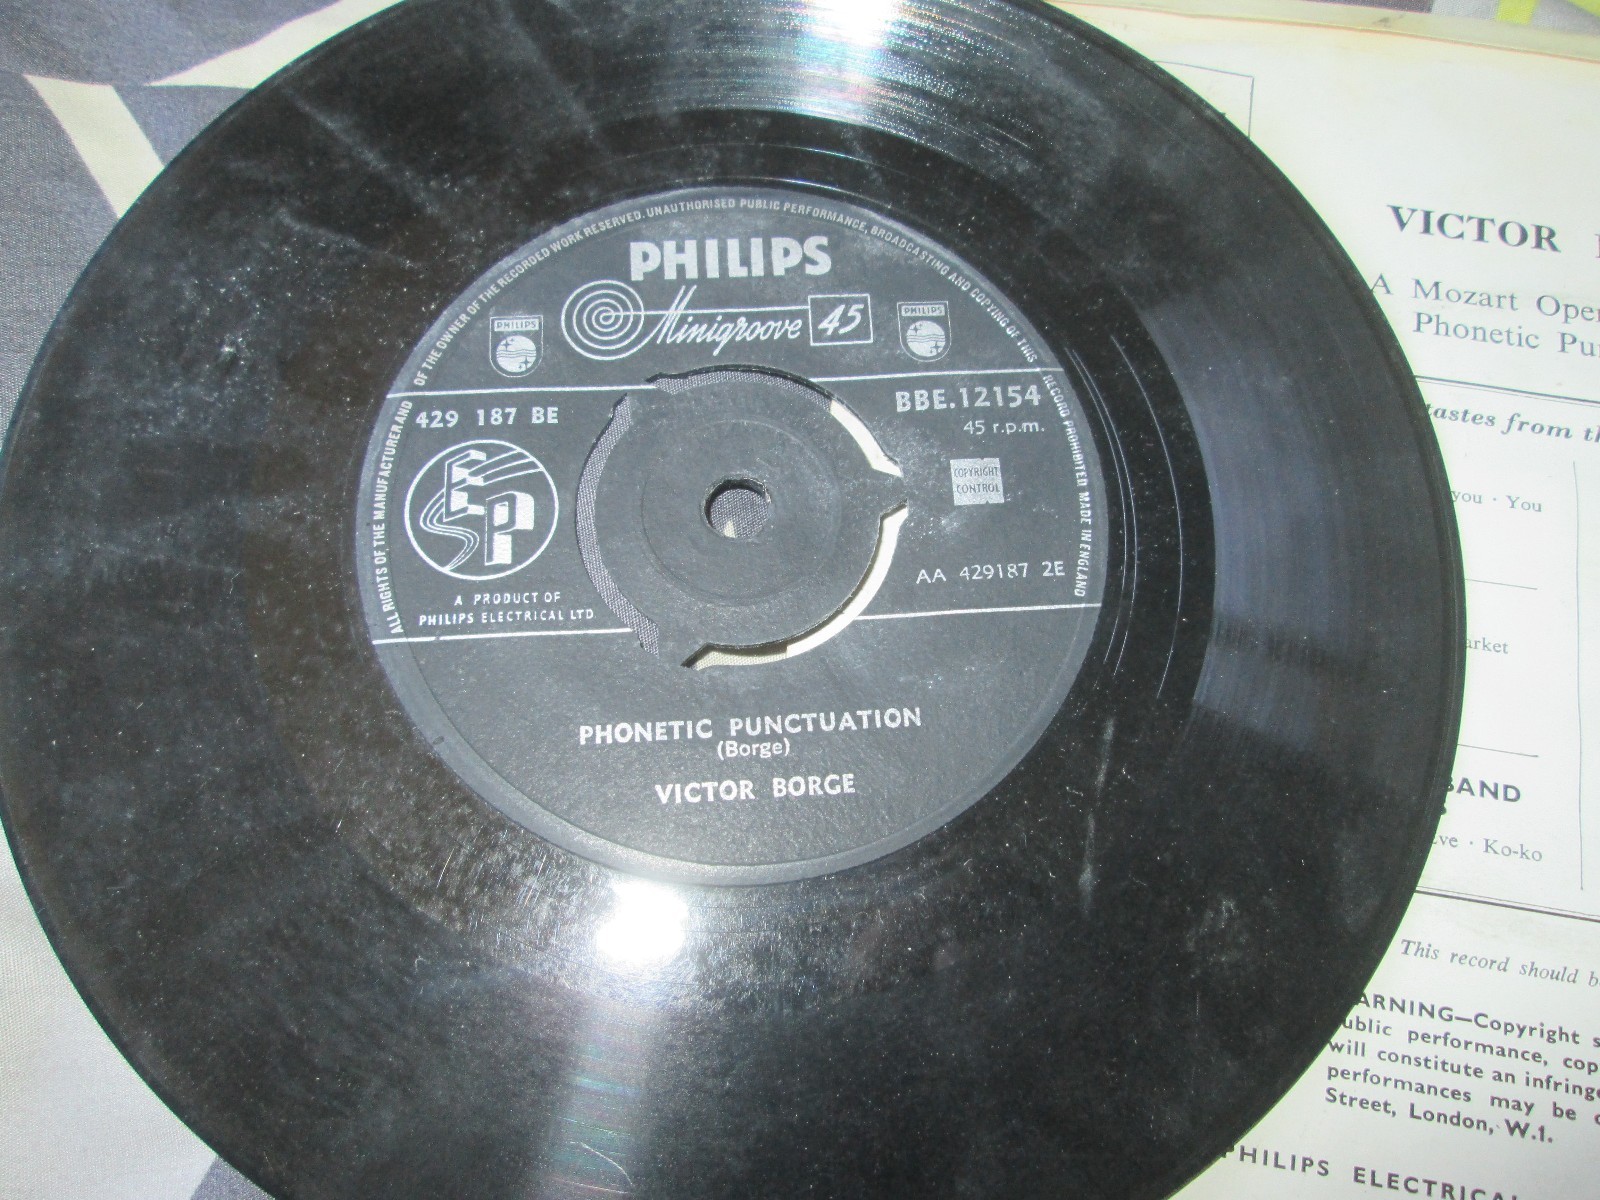 ALL RIGHTS OF THE MANUFACTURER AND OF THE OWNER OF THE RECORDED WORK RESERVED. UNAUTHORISED PUBLIC PERFORMANCE, BROADCASTING AND COPYING OF THIS RECORD PROHIBITED MADE IN ENGLAND
PHILIPS
Minigroove 45
PHILIPS
PHILIPS
429 187 BE
BBE.12154
45 r.p.m.
EP
COPYRIGHT
CONTROL
AA 429187 2E
A PRODUCT OF
PHILIPS ELECTRICAL LTD
PHONETIC PUNCTUATION
(Borge)
VICTOR BORGE
VICTOR
A Mozart Oper
Phonetic Pu
tastes from th
you · You
arket
BAND
Eve · Ko-ko
This record should b
WARNING—Copyright s
public performance, cop
will constitute an infringe
performances may be
Street, London, W.1.
PHILIPS ELECTRICA